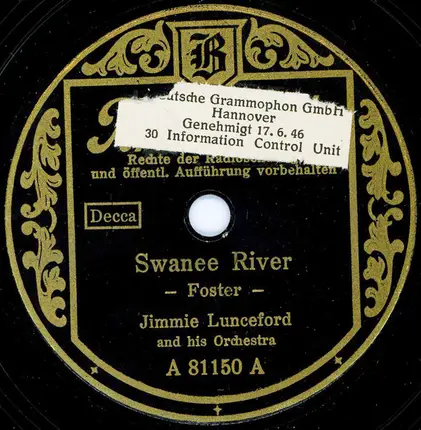 B
eutsche Grammophon GmbH
Hannover
Genehmigt 17.6.46
30 Information Control Unit
Rechte der
und öffentl. Aufführung vorbehalten
Decca
Swanee River
- Foster -
Jimmie Lunceford
and his Orchestra
A 81150 A